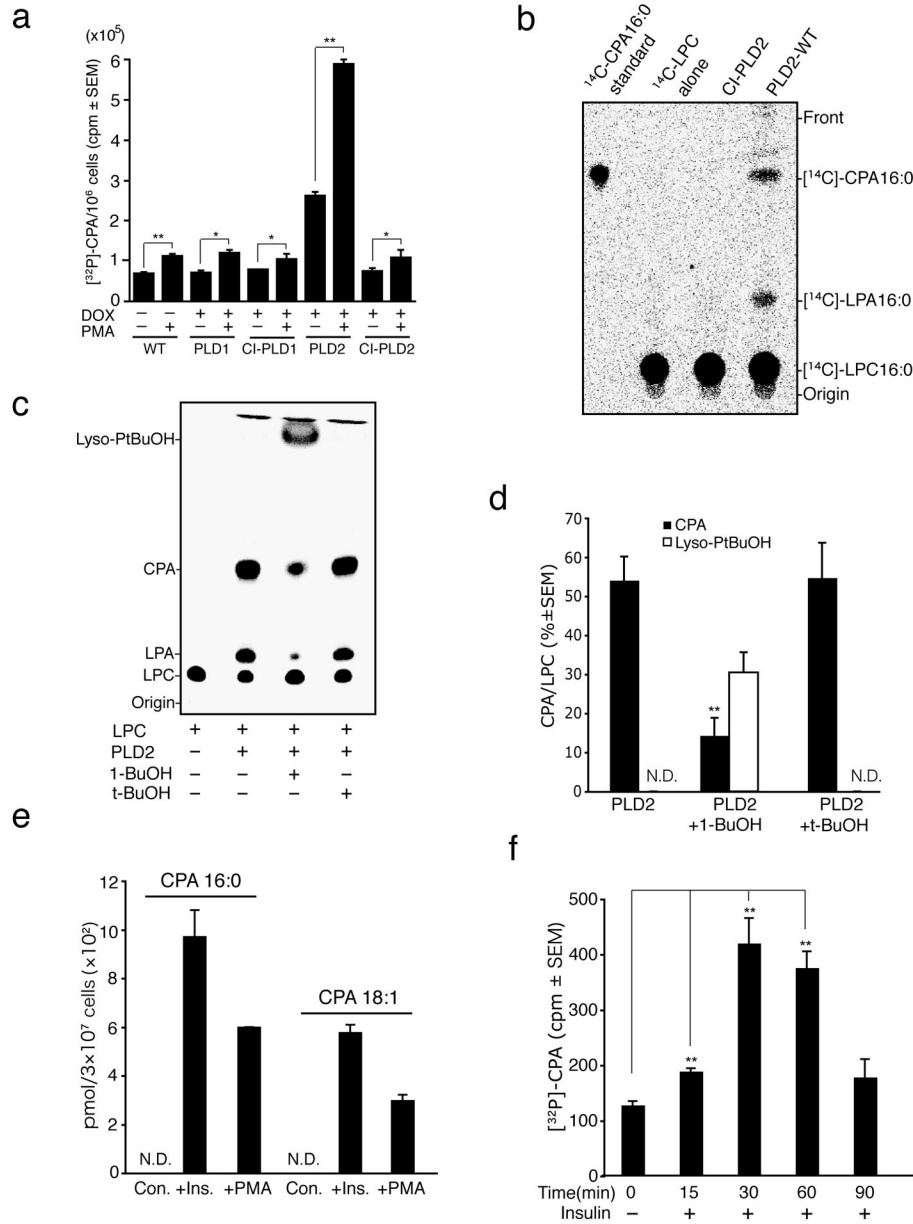 a
(x10⁵)
[³²P]-CPA/10⁶ cells (cpm ± SEM)
6
5
4
3
2
1
0
** * * ** *
DOX – – + + + + + + + +
PMA – + – + – + – + – +
WT PLD1 CI-PLD1 PLD2 CI-PLD2
b
¹⁴C-CPA16:0 standard
¹⁴C-LPC alone
CI-PLD2
PLD2-WT
-Front
-[¹⁴C]-CPA16:0
-[¹⁴C]-LPA16:0
-[¹⁴C]-LPC16:0
-Origin
c
Lyso-PtBuOH-
CPA-
LPA-
LPC-
Origin-
LPC + + + +
PLD2 – + + +
1-BuOH – – + –
t-BuOH – – – +
d
CPA/LPC (%±SEM)
70
60
50
40
30
20
10
0
CPA
Lyso-PtBuOH
N.D. ** N.D.
PLD2 PLD2 PLD2
+1-BuOH +t-BuOH
e
pmol/3×10⁷ cells (×10²)
12
10
8
6
4
2
0
CPA 16:0
CPA 18:1
N.D. N.D.
Con. +Ins. +PMA Con. +Ins. +PMA
f
[³²P]-CPA (cpm ± SEM)
500
400
300
200
100
0
** ** **
Time(min) 0 15 30 60 90
Insulin – + + + +